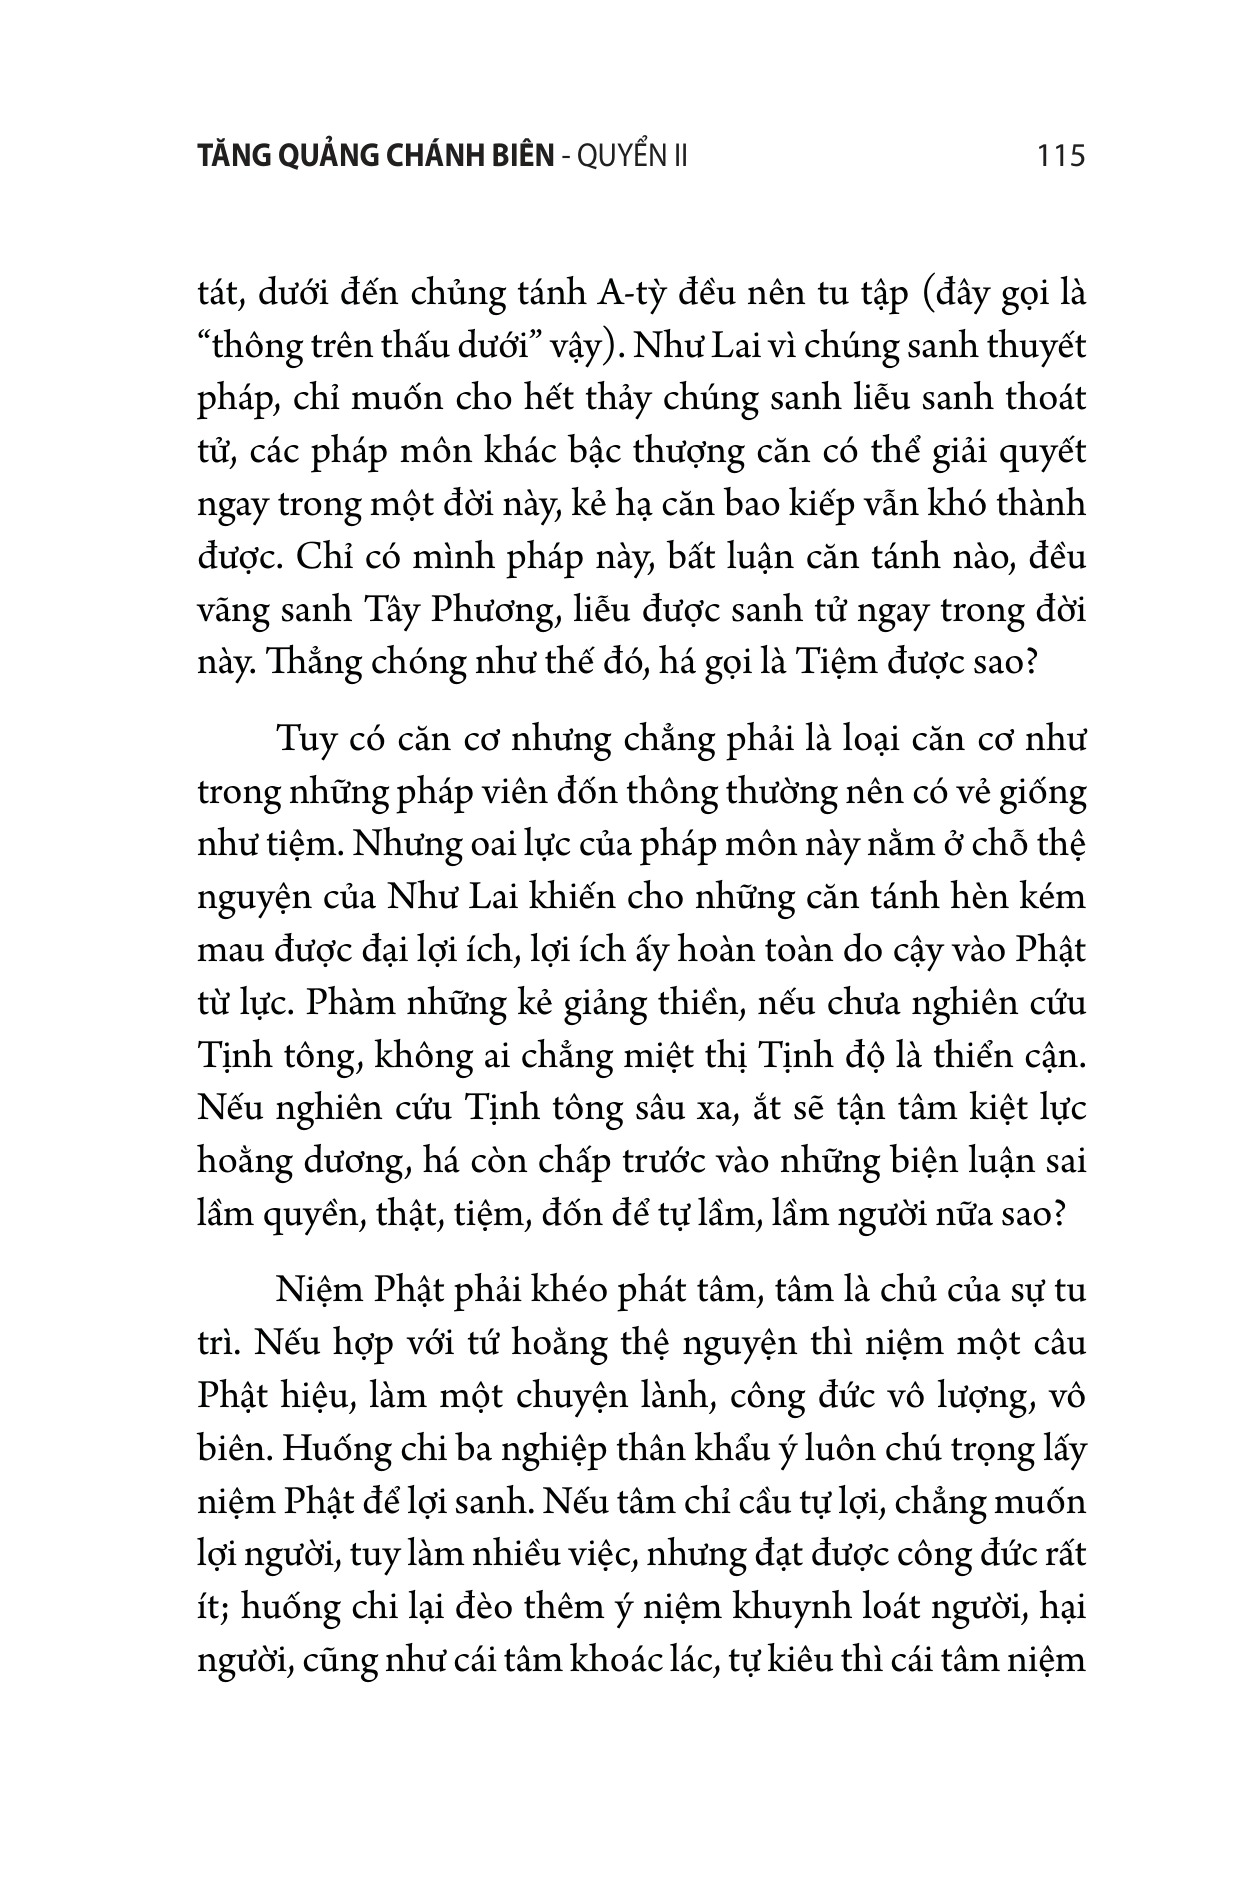 TĂNG QUẢNG CHÁNH BIÊN - QUYỂN II 115
tát, dưới đến chủng tánh A-tỳ đều nên tu tập (đây gọi là
“thông trên thấu dưới” vậy). Như Lai vì chúng sanh thuyết
pháp, chỉ muốn cho hết thảy chúng sanh liễu sanh thoát
tử, các pháp môn khác bậc thượng căn có thể giải quyết
ngay trong một đời này, kẻ hạ căn bao kiếp vẫn khó thành
được. Chỉ có mình pháp này, bất luận căn tánh nào, đều
vãng sanh Tây Phương, liễu được sanh tử ngay trong đời
này. Thẳng chóng như thế đó, há gọi là Tiệm được sao?
Tuy có căn cơ nhưng chẳng phải là loại căn cơ như
trong những pháp viên đốn thông thường nên có vẻ giống
như tiệm. Nhưng oai lực của pháp môn này nằm ở chỗ thệ
nguyện của Như Lai khiến cho những căn tánh hèn kém
mau được đại lợi ích, lợi ích ấy hoàn toàn do cậy vào Phật
từ lực. Phàm những kẻ giảng thiền, nếu chưa nghiên cứu
Tịnh tông, không ai chẳng miệt thị Tịnh độ là thiển cận.
Nếu nghiên cứu Tịnh tông sâu xa, ắt sẽ tận tâm kiệt lực
hoằng dương, há còn chấp trước vào những biện luận sai
lầm quyền, thật, tiệm, đốn để tự lầm, lầm người nữa sao?
Niệm Phật phải khéo phát tâm, tâm là chủ của sự tu
trì. Nếu hợp với tứ hoằng thệ nguyện thì niệm một câu
Phật hiệu, làm một chuyện lành, công đức vô lượng, vô
biên. Huống chi ba nghiệp thân khẩu ý luôn chú trọng lấy
niệm Phật để lợi sanh. Nếu tâm chỉ cầu tự lợi, chẳng muốn
lợi người, tuy làm nhiều việc, nhưng đạt được công đức rất
ít; huống chi lại đèo thêm ý niệm khuynh loát người, hại
người, cũng như cái tâm khoác lác, tự kiêu thì cái tâm niệm